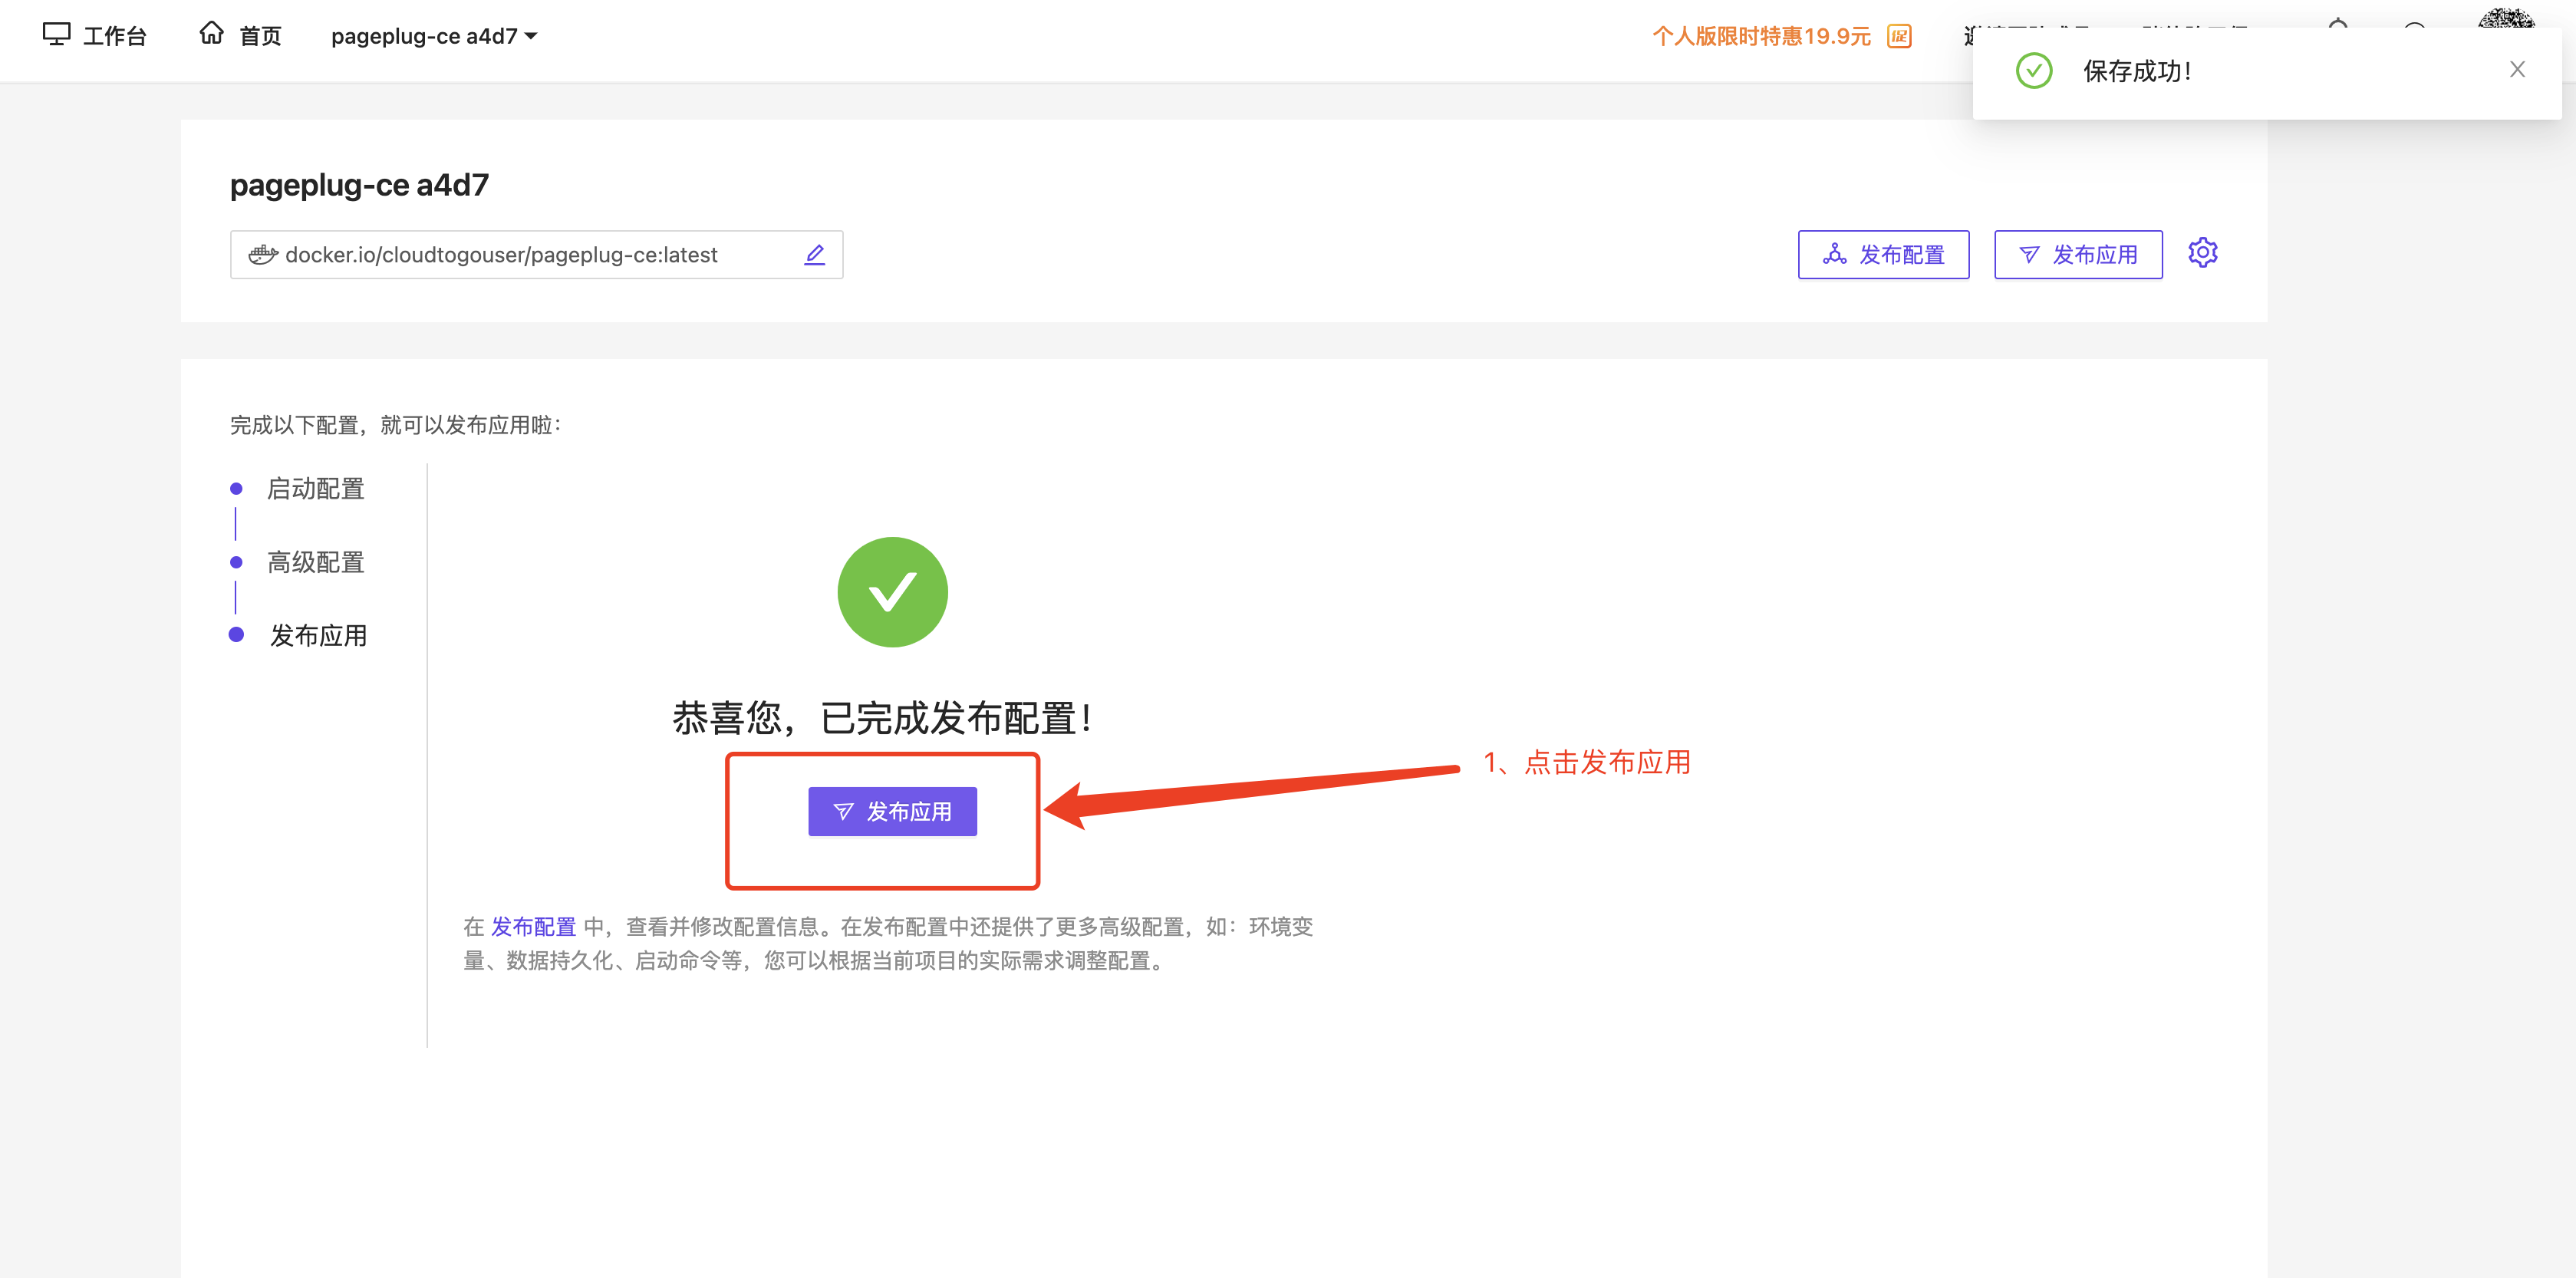 工作台
首页
pageplug-ce a4d7
个人版限时特惠19.9元
促
保存成功!
pageplug-ce a4d7
docker.io/cloudtogouser/pageplug-ce:latest
发布配置
发布应用
完成以下配置，就可以发布应用啦：
启动配置
高级配置
发布应用
恭喜您，已完成发布配置！
1、点击发布应用
发布应用
在 发布配置 中，查看并修改配置信息。在发布配置中还提供了更多高级配置，如：环境变
量、数据持久化、启动命令等，您可以根据当前项目的实际需求调整配置。